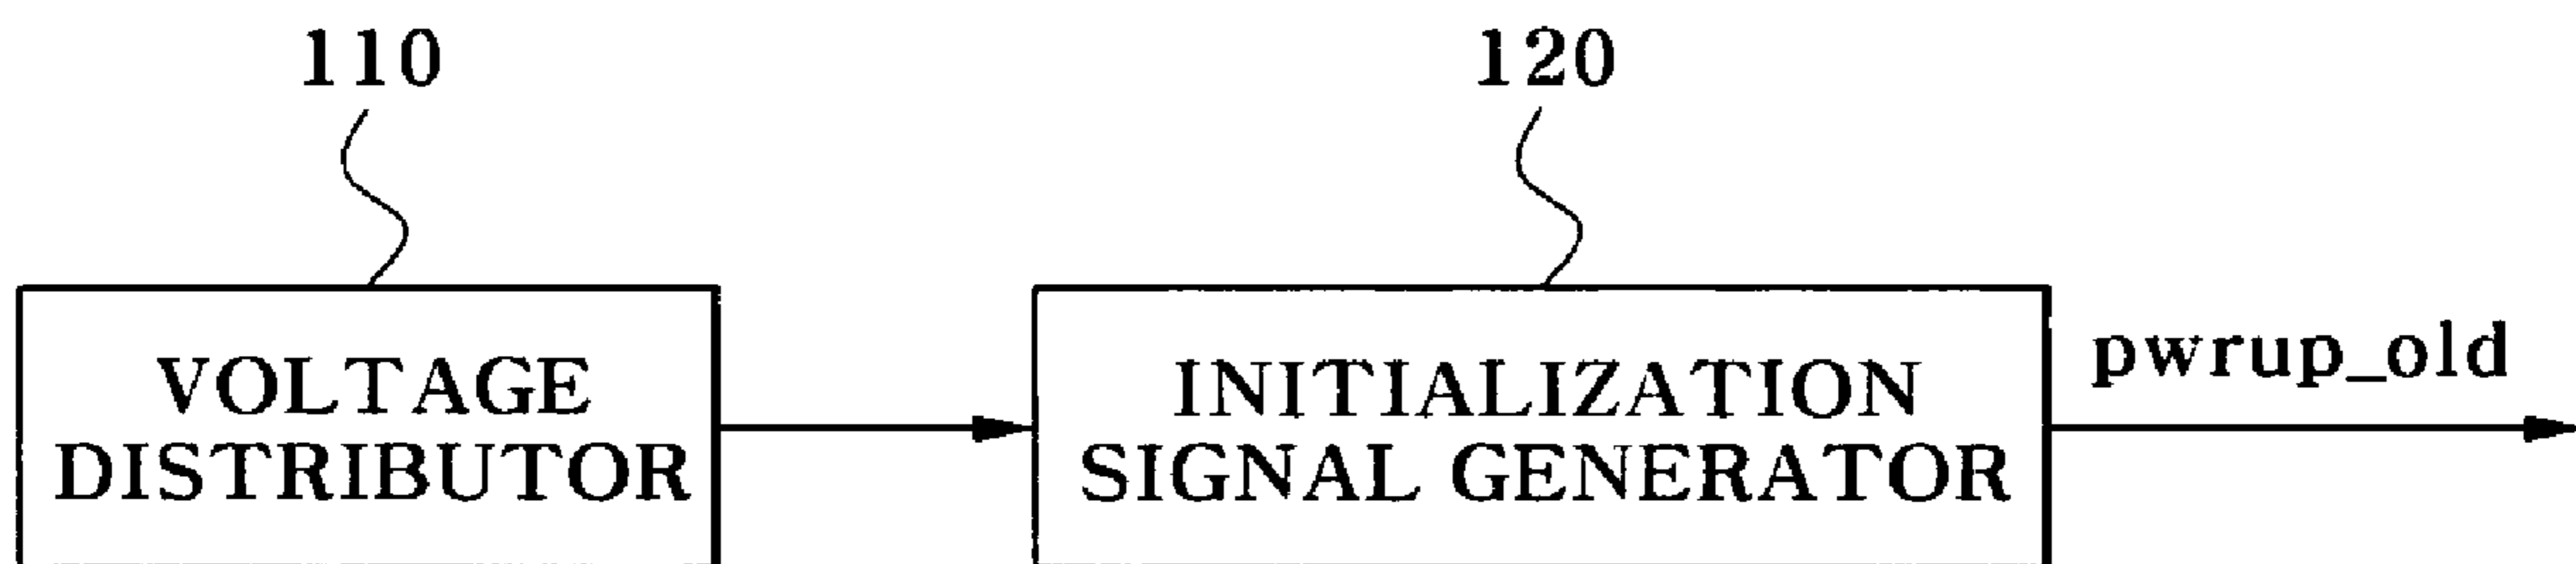 110
120
VOLTAGE
DISTRIBUTOR
INITIALIZATION
SIGNAL GENERATOR
pwrup_old